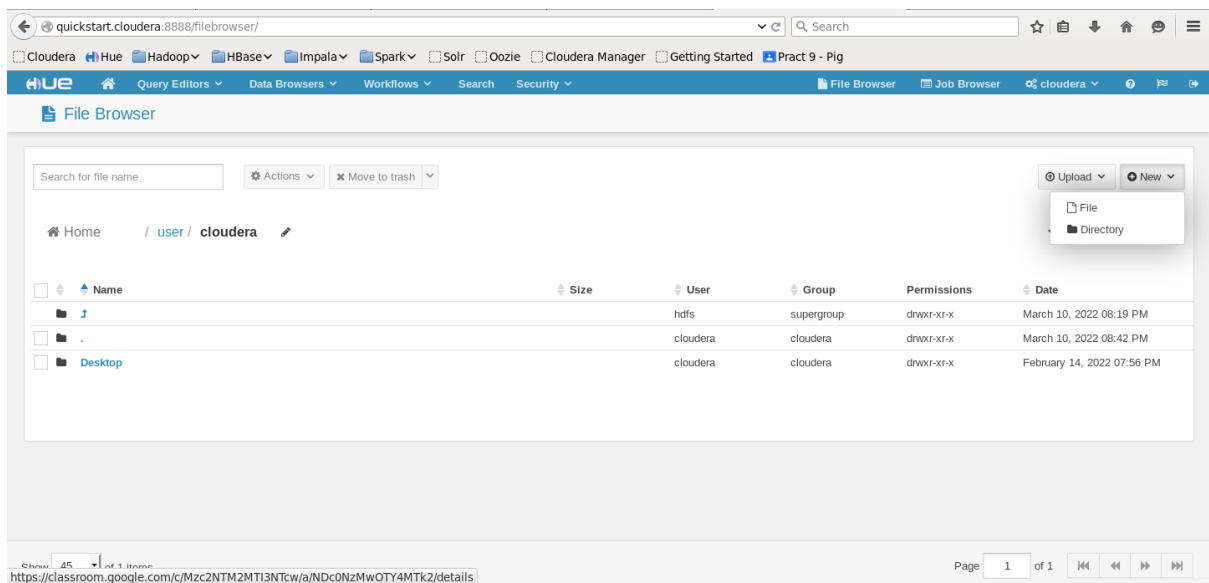 quickstart.cloudera:8888/filebrowser/ Search
Cloudera Hue Hadoop HBase Impala Spark Solr Oozie Cloudera Manager Getting Started Pract 9 - Pig
HUE Query Editors Data Browsers Workflows Search Security File Browser Job Browser cloudera
File Browser
Search for file name Actions Move to trash Upload New
File
Home / user / cloudera Directory
Name Size User Group Permissions Date
hdfs supergroup drwxr-xr-x March 10, 2022 08:19 PM
. cloudera cloudera drwxr-xr-x March 10, 2022 08:42 PM
Desktop cloudera cloudera drwxr-xr-x February 14, 2022 07:56 PM
Show 45 of 1 items Page 1 of 1
https://classroom.google.com/c/Mzc2NTM2MTI3NTcw/a/NDc0NzMwOTY4MTk2/details